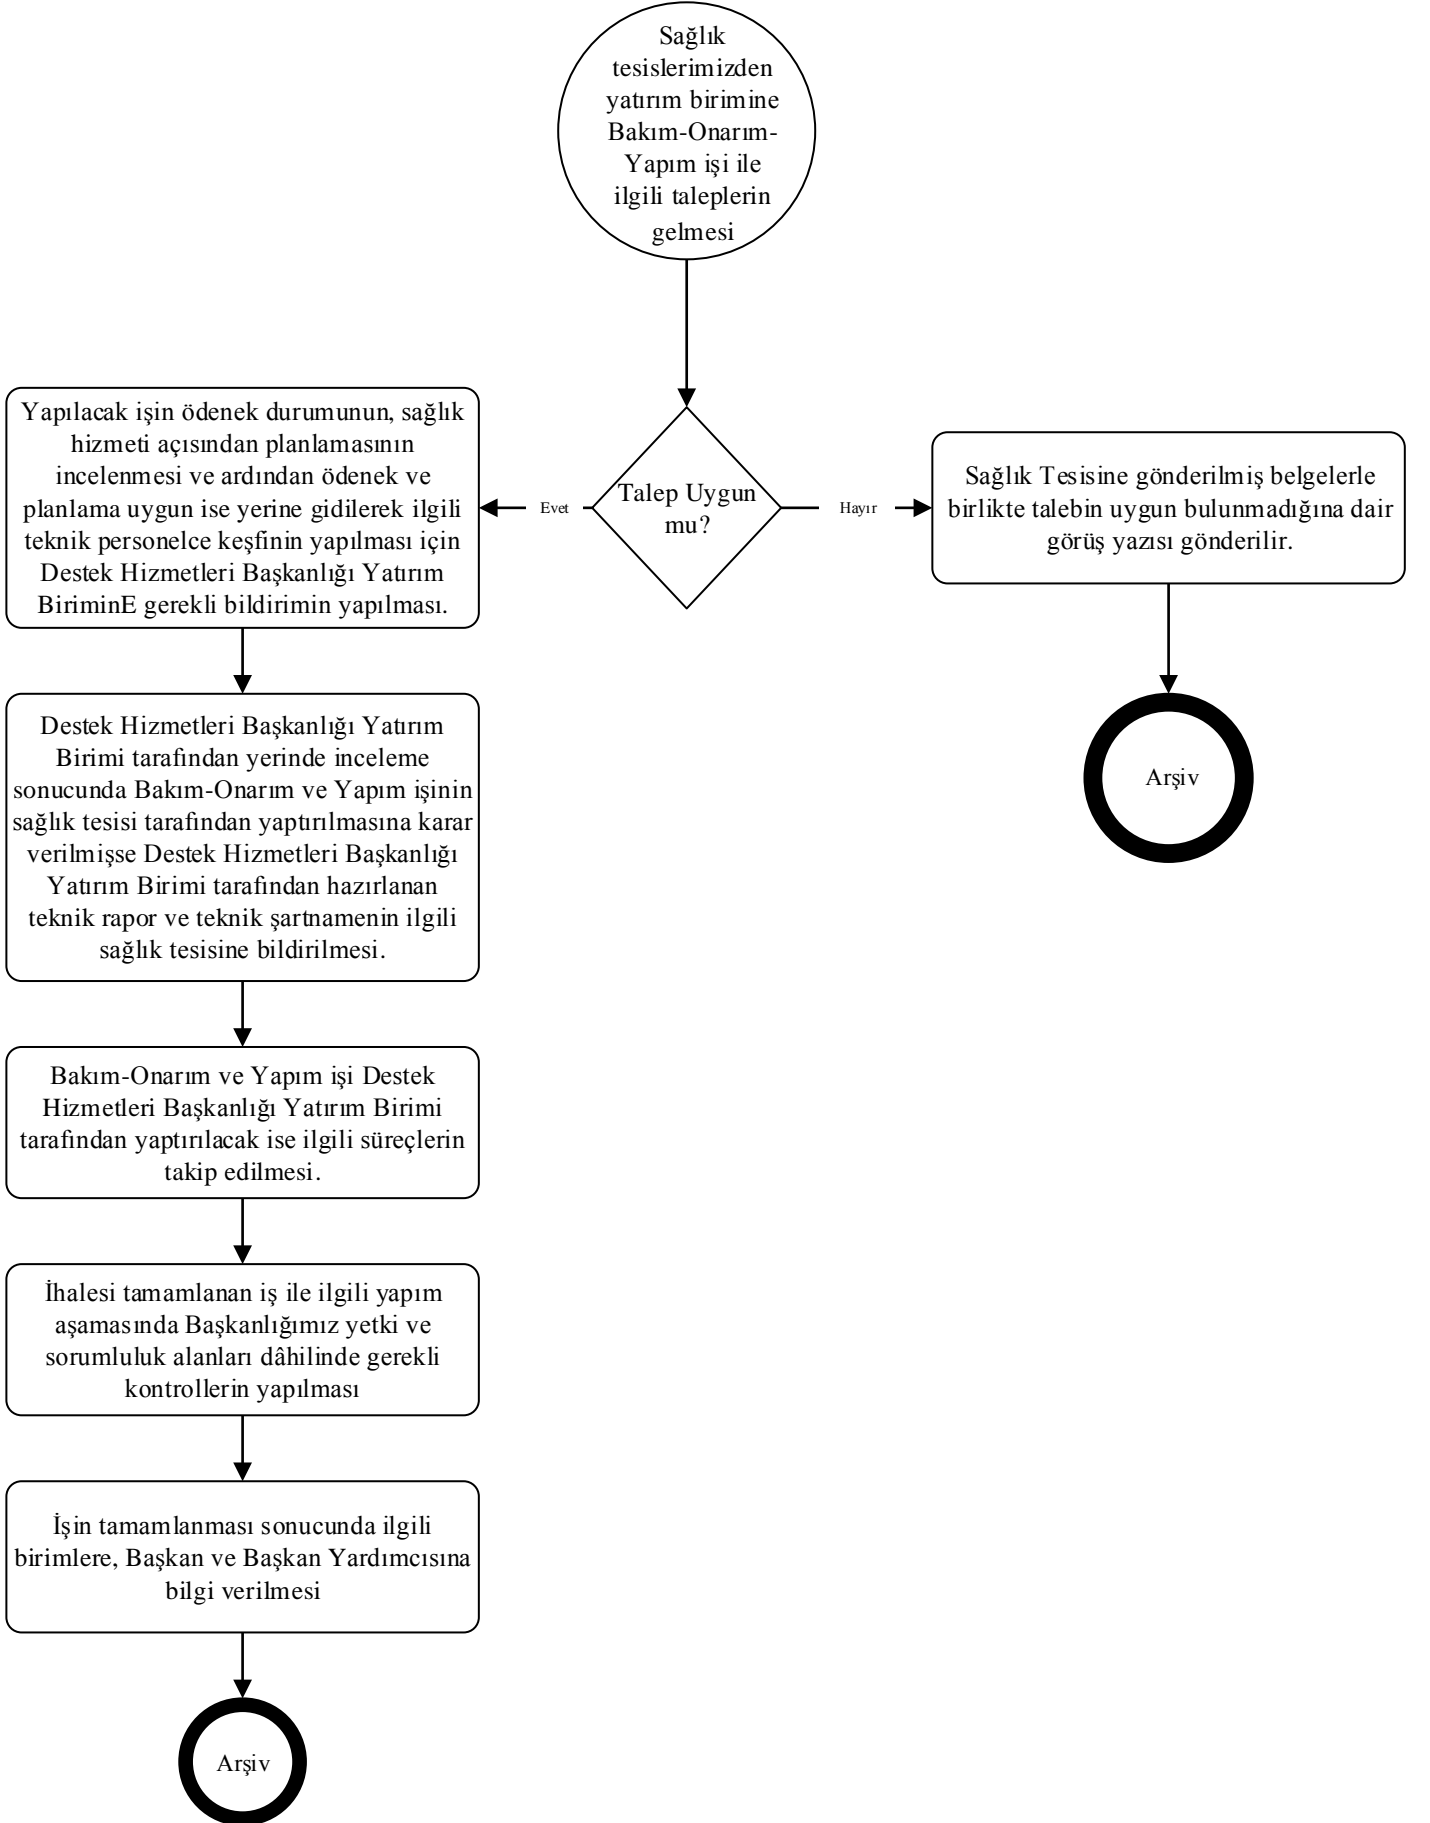 Sağlık
tesislerimizden
yatırım birimine
Bakım-Onarım-
Yapım işi ile
ilgili taleplerin
gelmesi
Talep Uygun
mu?
Evet
Hayır
Yapılacak işin ödenek durumunun, sağlık
hizmeti açısından planlamasının
incelenmesi ve ardından ödenek ve
planlama uygun ise yerine gidilerek ilgili
teknik personelce keşfinin yapılması için
Destek Hizmetleri Başkanlığı Yatırım
BiriminE gerekli bildirimin yapılması.
Sağlık Tesisine gönderilmiş belgelerle
birlikte talebin uygun bulunmadığına dair
görüş yazısı gönderilir.
Arşiv
Destek Hizmetleri Başkanlığı Yatırım
Birimi tarafından yerinde inceleme
sonucunda Bakım-Onarım ve Yapım işinin
sağlık tesisi tarafından yaptırılmasına karar
verilmişse Destek Hizmetleri Başkanlığı
Yatırım Birimi tarafından hazırlanan
teknik rapor ve teknik şartnamenin ilgili
sağlık tesisine bildirilmesi.
Bakım-Onarım ve Yapım işi Destek
Hizmetleri Başkanlığı Yatırım Birimi
tarafından yaptırılacak ise ilgili süreçlerin
takip edilmesi.
İhalesi tamamlanan iş ile ilgili yapım
aşamasında Başkanlığımız yetki ve
sorumluluk alanları dâhilinde gerekli
kontrollerin yapılması
İşin tamamlanması sonucunda ilgili
birimlere, Başkan ve Başkan Yardımcısına
bilgi verilmesi
Arşiv